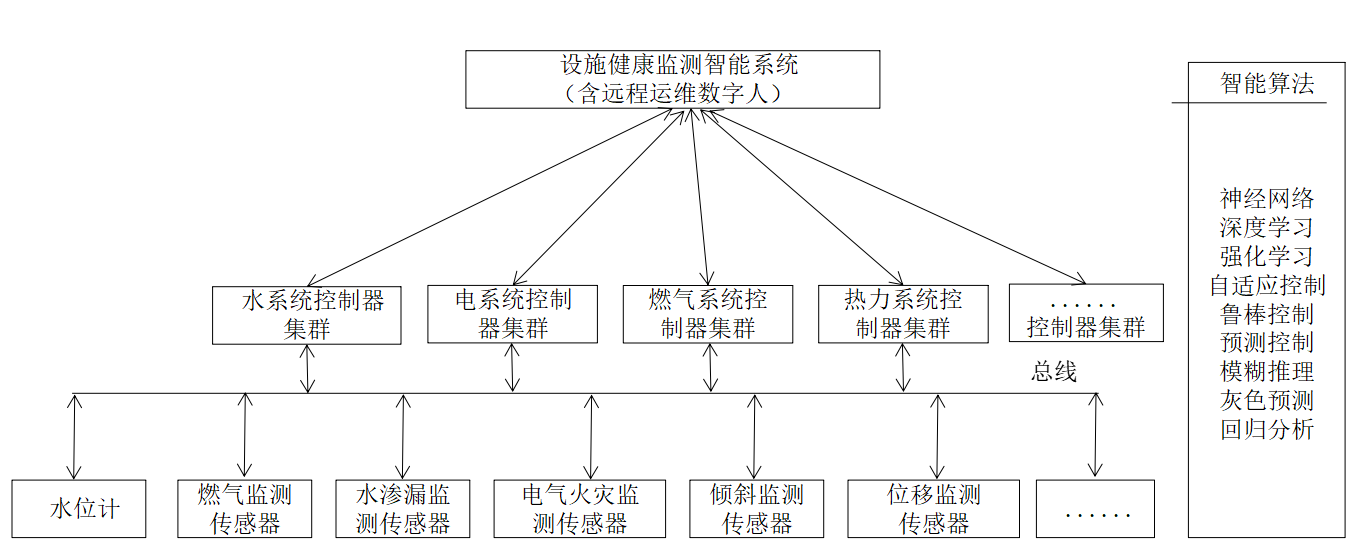 设施健康监测智能系统
（含远程运维数字人）
智能算法
神经网络
深度学习
强化学习
自适应控制
鲁棒控制
预测控制
模糊推理
灰色预测
回归分析
水系统控制器
集群
电系统控制
器集群
燃气系统控
制器集群
热力系统控
制器集群
......
控制器集群
总线
水位计
燃气监测
传感器
水渗漏监
测传感器
电气火灾监
测传感器
倾斜监测
传感器
位移监测
传感器
......